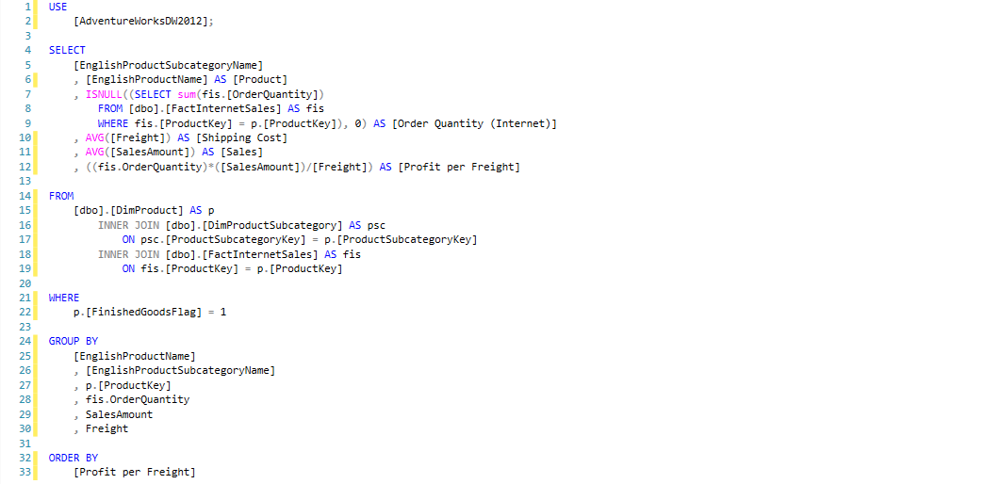 1 USE
2 [AdventureWorksDW2012];
3
4 SELECT
5 [EnglishProductSubcategoryName]
6 , [EnglishProductName] AS [Product]
7 , ISNULL((SELECT sum(fis.[OrderQuantity])
8 FROM [dbo].[FactInternetSales] AS fis
9 WHERE fis.[ProductKey] = p.[ProductKey]), 0) AS [Order Quantity (Internet)]
10 , AVG([Freight]) AS [Shipping Cost]
11 , AVG([SalesAmount]) AS [Sales]
12 , ((fis.OrderQuantity)*([SalesAmount])/[Freight]) AS [Profit per Freight]
13
14 FROM
15 [dbo].[DimProduct] AS p
16 INNER JOIN [dbo].[DimProductSubcategory] AS psc
17 ON psc.[ProductSubcategoryKey] = p.[ProductSubcategoryKey]
18 INNER JOIN [dbo].[FactInternetSales] AS fis
19 ON fis.[ProductKey] = p.[ProductKey]
20
21 WHERE
22 p.[FinishedGoodsFlag] = 1
23
24 GROUP BY
25 [EnglishProductName]
26 , [EnglishProductSubcategoryName]
27 , p.[ProductKey]
28 , fis.OrderQuantity
29 , SalesAmount
30 , Freight
31
32 ORDER BY
33 [Profit per Freight]